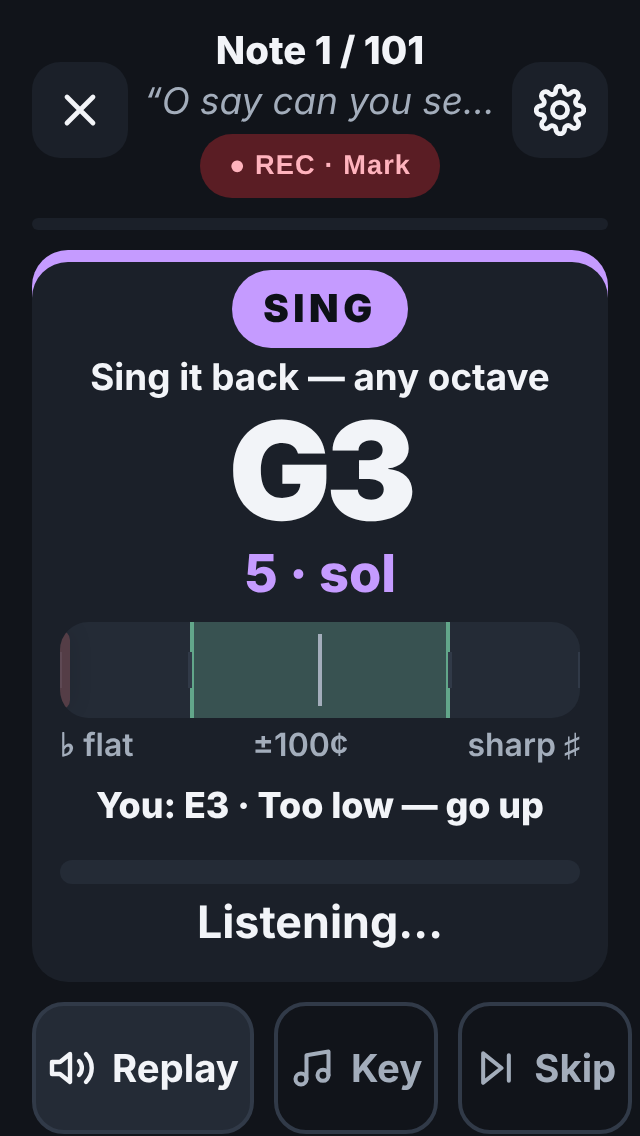 Note 1 / 101
“O say can you se...
• REC · Mark
SING
Sing it back — any octave
G3
5 · sol
♭ flat ±100¢ sharp ♯
You: E3 · Too low — go up
Listening...
Replay Key Skip